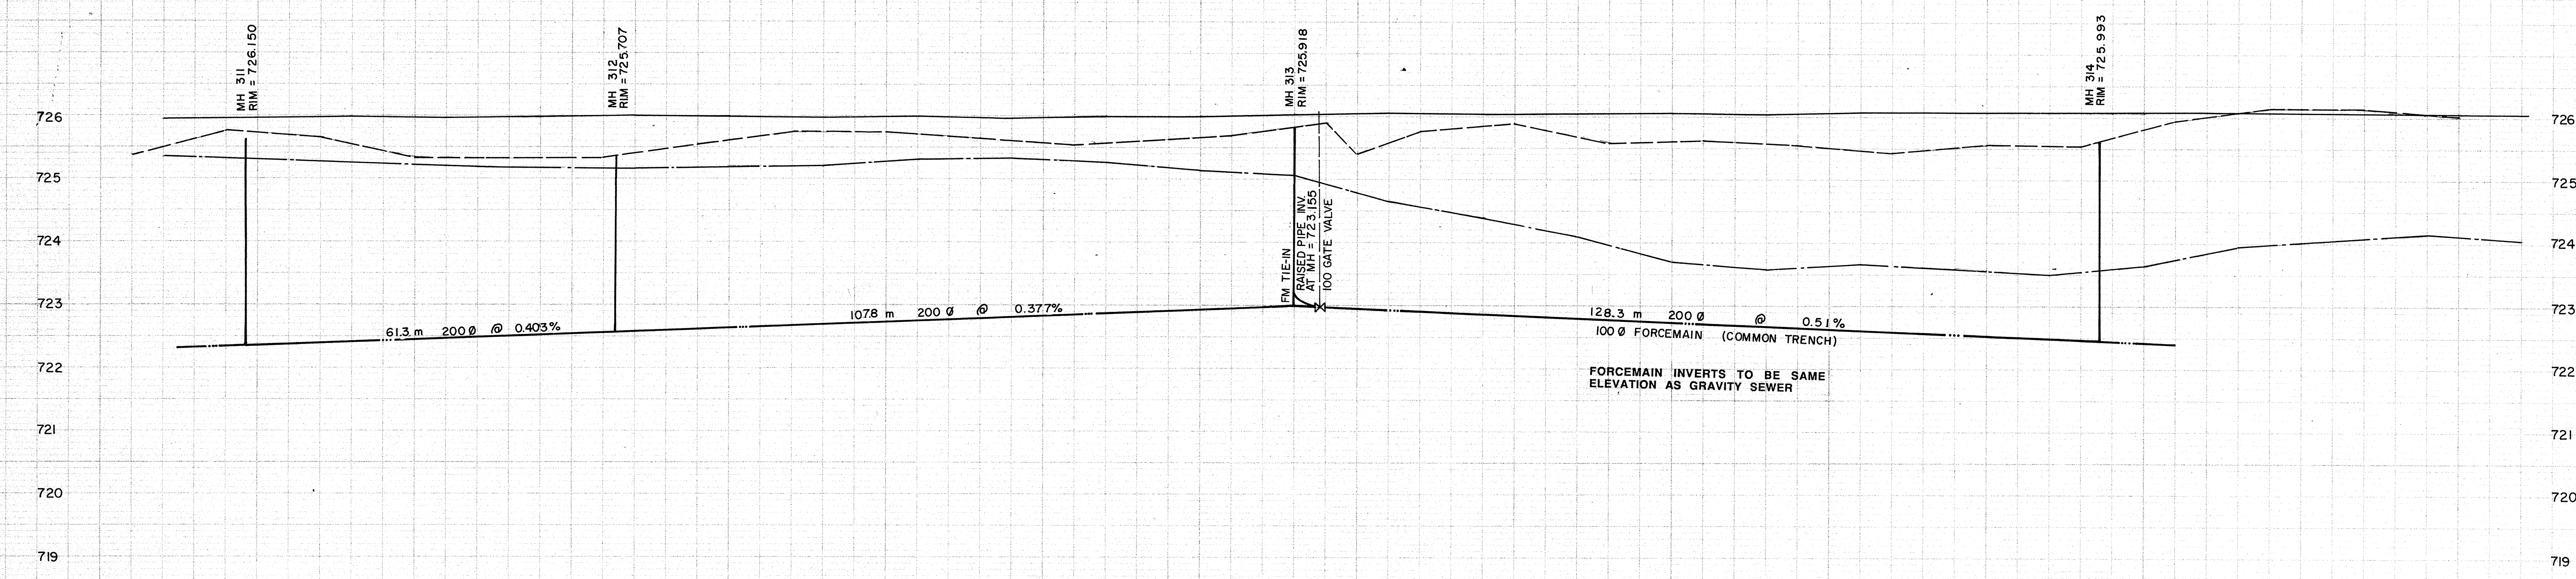 MH 311
RIM = 726.150
MH 312
RIM = 725.707
MH 313
RIM = 725.918
MH 314
RIM = 725.993
726
726
725
725
724
724
723
723
722
722
721
721
720
720
719
719
FM TIE-IN
RAISED PIPE INV.
AT MH = 723.155
100 GATE VALVE
61.3 m 200 Ø @ 0.403%
107.8 m 200 Ø @ 0.377%
128.3 m 200 Ø @ 0.51%
100 Ø FORCEMAIN (COMMON TRENCH)
FORCEMAIN INVERTS TO BE SAME
ELEVATION AS GRAVITY SEWER